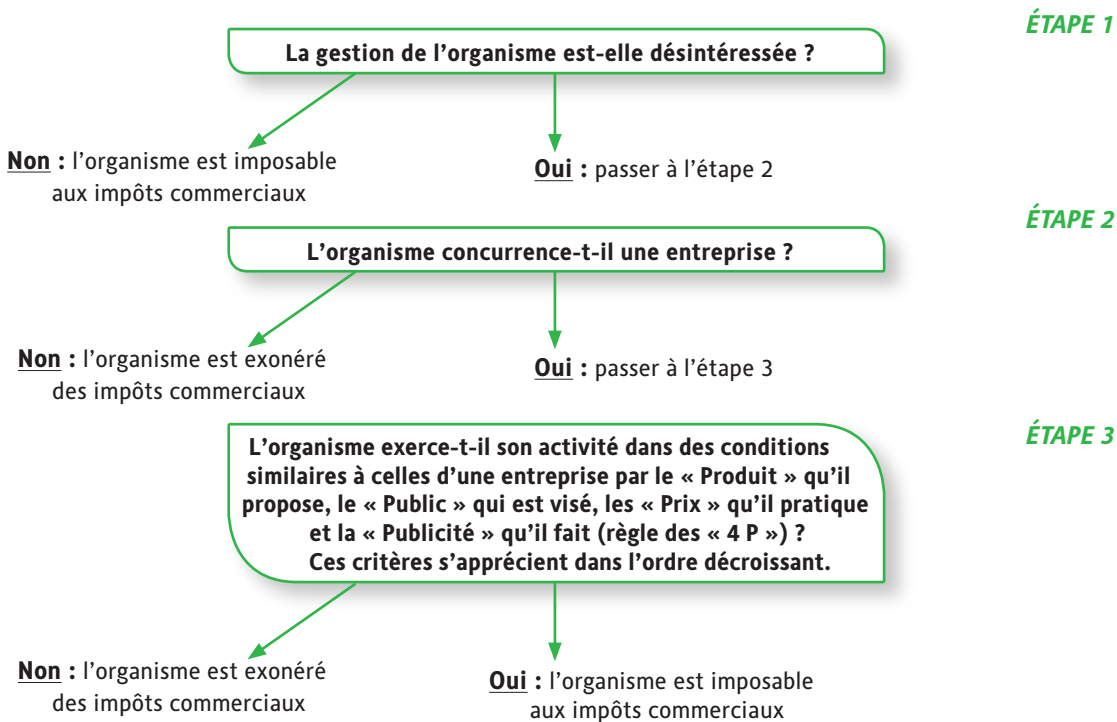 ÉTAPE 1
La gestion de l’organisme est-elle désintéressée ?
Non : l’organisme est imposable
aux impôts commerciaux
Oui : passer à l’étape 2
ÉTAPE 2
L’organisme concurrence-t-il une entreprise ?
Non : l’organisme est exonéré
des impôts commerciaux
Oui : passer à l’étape 3
ÉTAPE 3
L’organisme exerce-t-il son activité dans des conditions
similaires à celles d’une entreprise par le « Produit » qu’il
propose, le « Public » qui est visé, les « Prix » qu’il pratique
et la « Publicité » qu’il fait (règle des « 4 P ») ?
Ces critères s’apprécient dans l’ordre décroissant.
Non : l’organisme est exonéré
des impôts commerciaux
Oui : l’organisme est imposable
aux impôts commerciaux